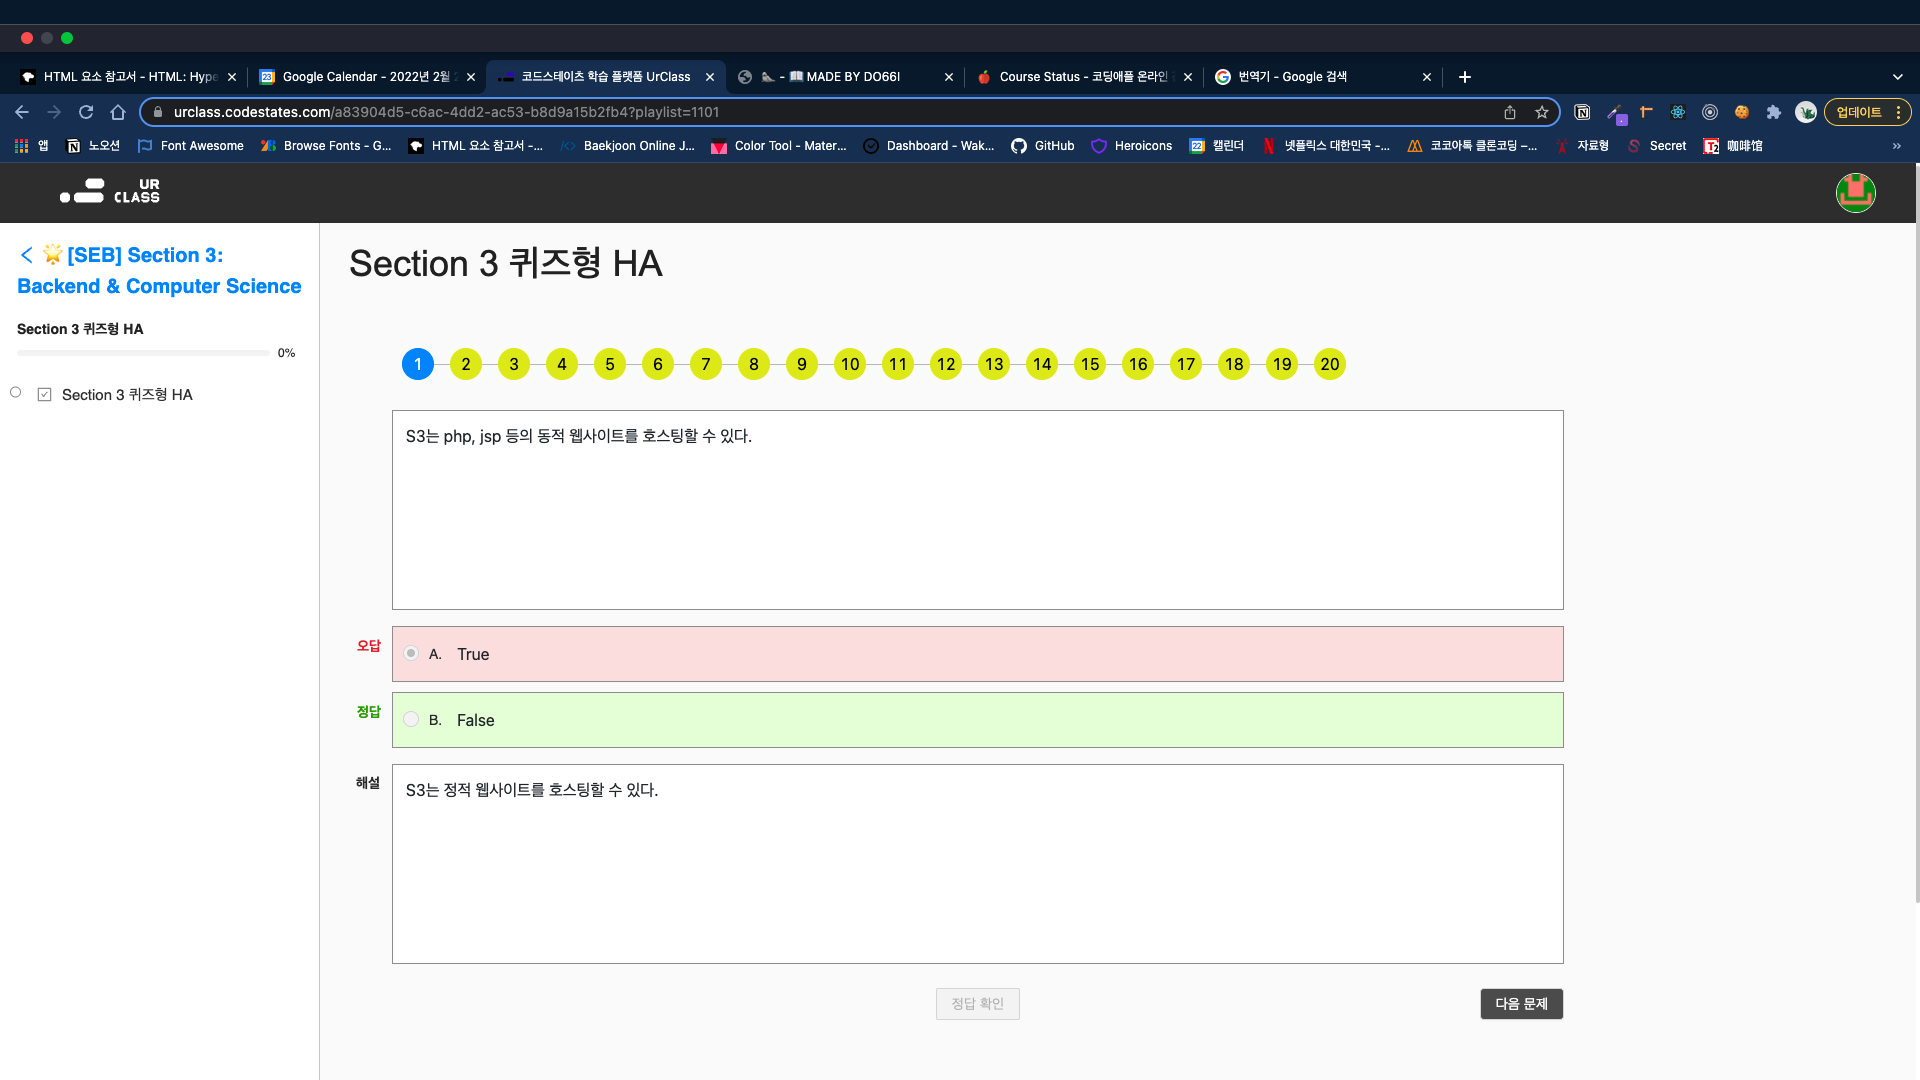 HTML 요소 참고서 - HTML: Hype
Google Calendar - 2022년 2월
코드스테이츠 학습 플랫폼 UrClass
- MADE BY DO66I
Course Status - 코딩애플 온라인
번역기 - Google 검색
urclass.codestates.com/a83904d5-c6ac-4dd2-ac53-b8d9a15b2fb4?playlist=1101
업데이트
앱
노오션
Font Awesome
Browse Fonts - G...
HTML 요소 참고서 -...
Baekjoon Online J...
Color Tool - Mater...
Dashboard - Wak...
GitHub
Heroicons
캘린더
넷플릭스 대한민국 -...
코코아톡 클론코딩 –...
자료형
Secret
咖啡馆
UR
CLASS
[SEB] Section 3:
Backend & Computer Science
Section 3 퀴즈형 HA
0%
Section 3 퀴즈형 HA
Section 3 퀴즈형 HA
1 2 3 4 5 6 7 8 9 10 11 12 13 14 15 16 17 18 19 20
S3는 php, jsp 등의 동적 웹사이트를 호스팅할 수 있다.
오답
A. True
정답
B. False
해설
S3는 정적 웹사이트를 호스팅할 수 있다.
정답 확인
다음 문제